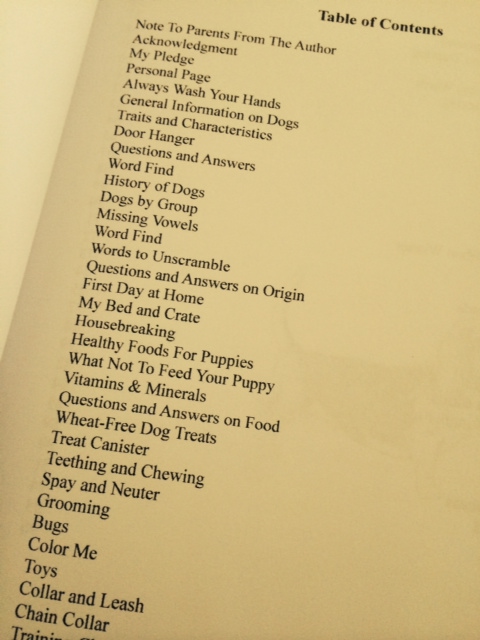 Table of Contents
Note To Parents From The Author
Acknowledgment
My Pledge
Personal Page
Always Wash Your Hands
General Information on Dogs
Traits and Characteristics
Door Hanger
Questions and Answers
Word Find
History of Dogs
Dogs by Group
Missing Vowels
Word Find
Words to Unscramble
Questions and Answers on Origin
First Day at Home
My Bed and Crate
Housebreaking
Healthy Foods For Puppies
What Not To Feed Your Puppy
Vitamins & Minerals
Questions and Answers on Food
Wheat-Free Dog Treats
Treat Canister
Teething and Chewing
Spay and Neuter
Grooming
Bugs
Color Me
Toys
Collar and Leash
Chain Collar
Training